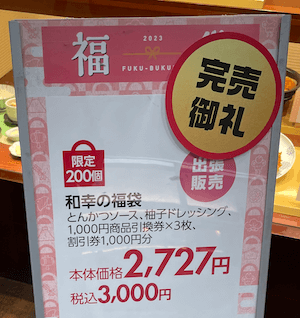 2023
福
FUKU-BUKU
完売
御礼
限定
200個
出張
販売
和幸の福袋
とんかつソース、柚子ドレッシング、
1,000円商品引換券×3枚、
割引券1,000円分
本体価格2,727円
税込3,000円